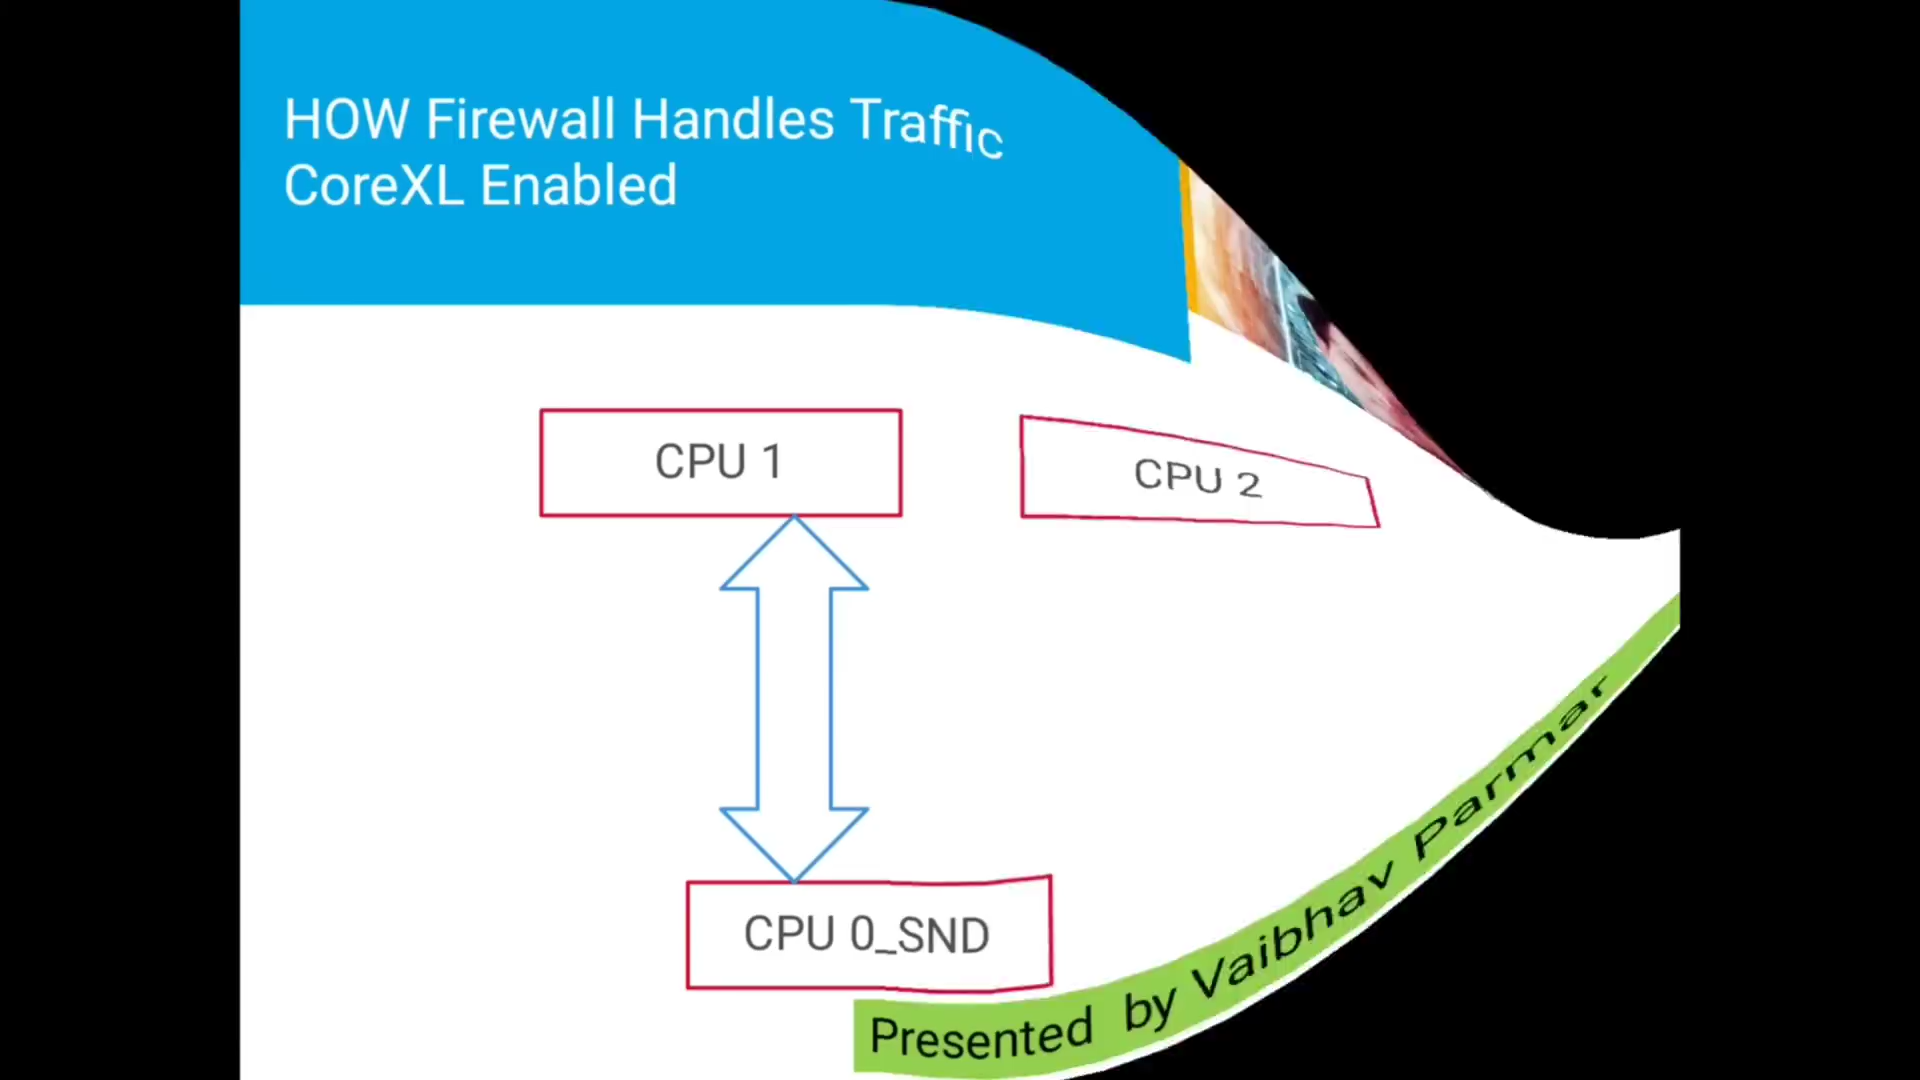 HOW Firewall Handles Traffic
CoreXL Enabled
CPU 1
CPU 2
CPU 0_SND
Presented by Vaibhav Parmar